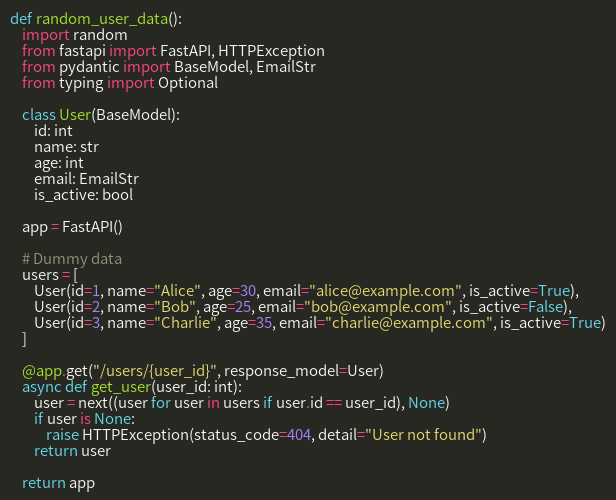 def random_user_data():
    import random
    from fastapi import FastAPI, HTTPException
    from pydantic import BaseModel, EmailStr
    from typing import Optional

    class User(BaseModel):
        id: int
        name: str
        age: int
        email: EmailStr
        is_active: bool

    app = FastAPI()

    # Dummy data
    users = [
        User(id=1, name="Alice", age=30, email="alice@example.com", is_active=True),
        User(id=2, name="Bob", age=25, email="bob@example.com", is_active=False),
        User(id=3, name="Charlie", age=35, email="charlie@example.com", is_active=True)
    ]

    @app.get("/users/{user_id}", response_model=User)
    async def get_user(user_id: int):
        user = next((user for user in users if user.id == user_id), None)
        if user is None:
            raise HTTPException(status_code=404, detail="User not found")
        return user

    return app